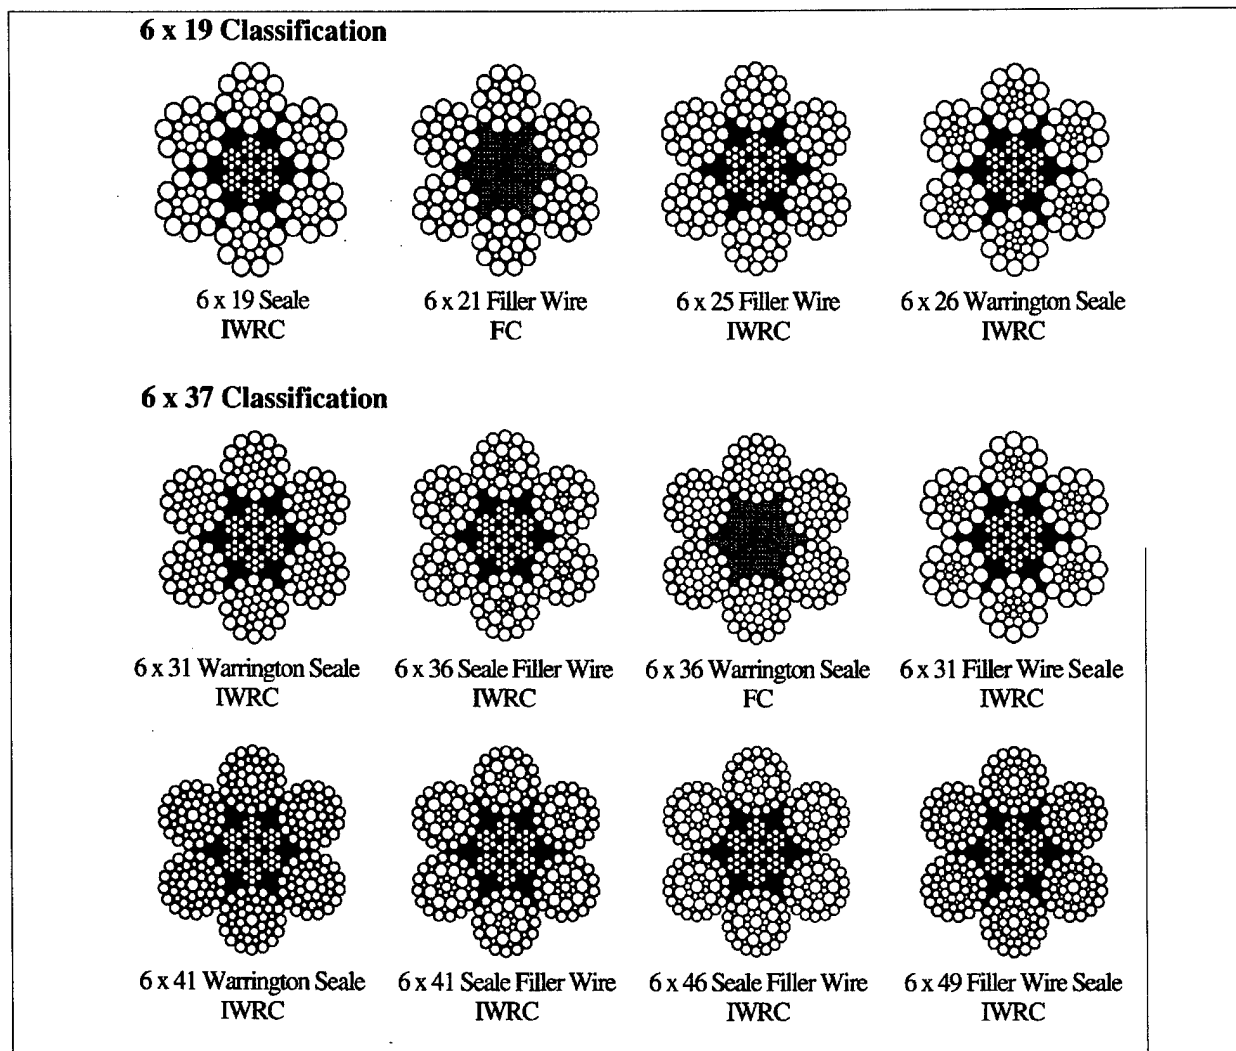 6 x 19 Classification
6 x 19 Seale
IWRC
6 x 21 Filler Wire
FC
6 x 25 Filler Wire
IWRC
6 x 26 Warrington Seale
IWRC
6 x 37 Classification
6 x 31 Warrington Seale
IWRC
6 x 36 Seale Filler Wire
IWRC
6 x 36 Warrington Seale
FC
6 x 31 Filler Wire Seale
IWRC
6 x 41 Warrington Seale
IWRC
6 x 41 Seale Filler Wire
IWRC
6 x 46 Seale Filler Wire
IWRC
6 x 49 Filler Wire Seale
IWRC